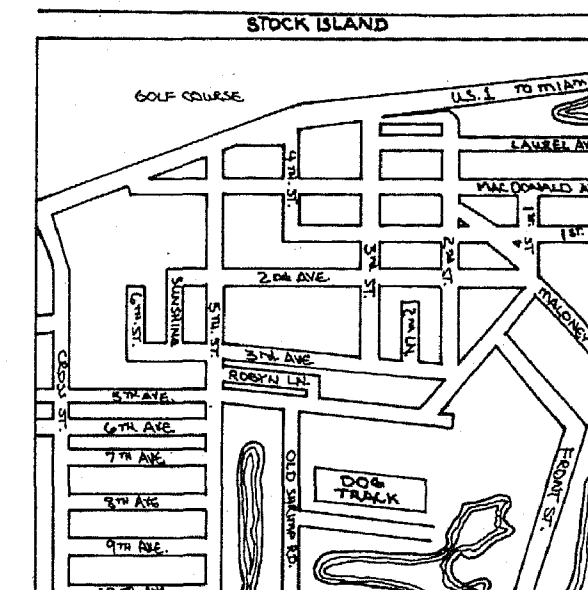 STOCK ISLAND
GOLF COURSE
U.S. 1 TO MIAMI
LAUREL AV
4TH. ST.
MACDONALD A
1ST. ST
1ST.
3RD. ST.
2ND. ST.
2ND AVE.
SUNSHINE
6TH. ST.
5TH. ST.
2ND LN.
MALONEY
3RD AVE
ROBYN LN.
CROSS ST.
5TH AVE.
6TH AVE.
7TH AVE
8TH AVE
9TH AVE.
OLD SHRIMP RD.
DOG
TRACK
FRONT ST.